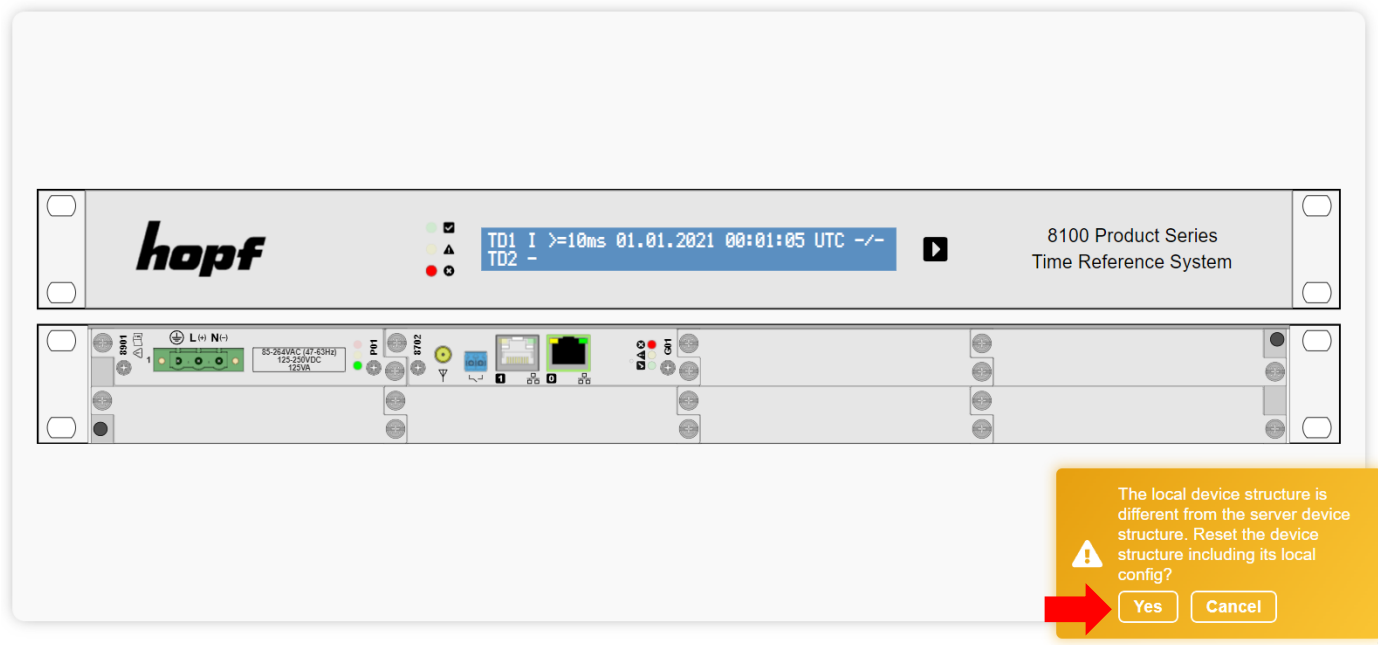 hopf
TD1 I >=10ms 01.01.2021 00:01:05 UTC -/-
TD2 -
8100 Product Series
Time Reference System
8901
1
L(+) N(-)
85-264VAC (47-63Hz)
125-250VDC
125VA
P01
8702
1
0
G01
The local device structure is
different from the server device
structure. Reset the device
structure including its local
config?
Yes
Cancel